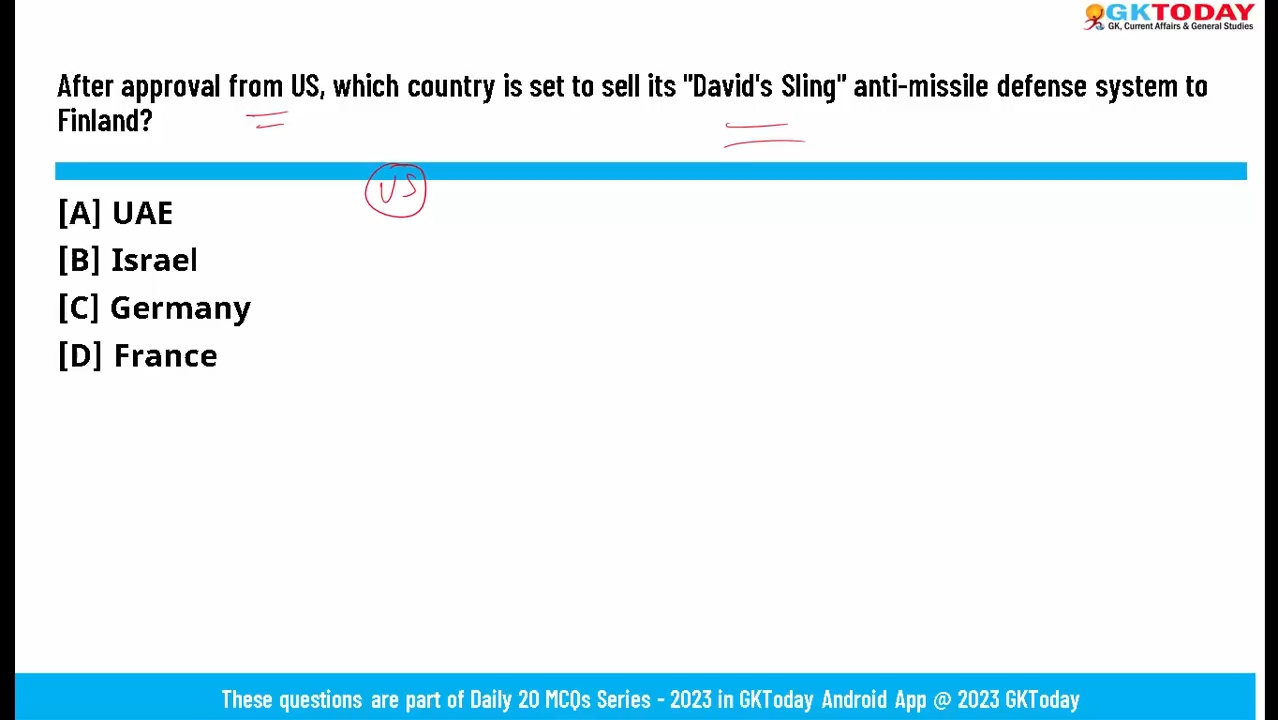 GKTODAY
GK, Current Affairs & General Studies
After approval from US, which country is set to sell its "David's Sling" anti-missile defense system to
Finland?
US
[A] UAE
[B] Israel
[C] Germany
[D] France
These questions are part of Daily 20 MCQs Series - 2023 in GKToday Android App @ 2023 GKToday